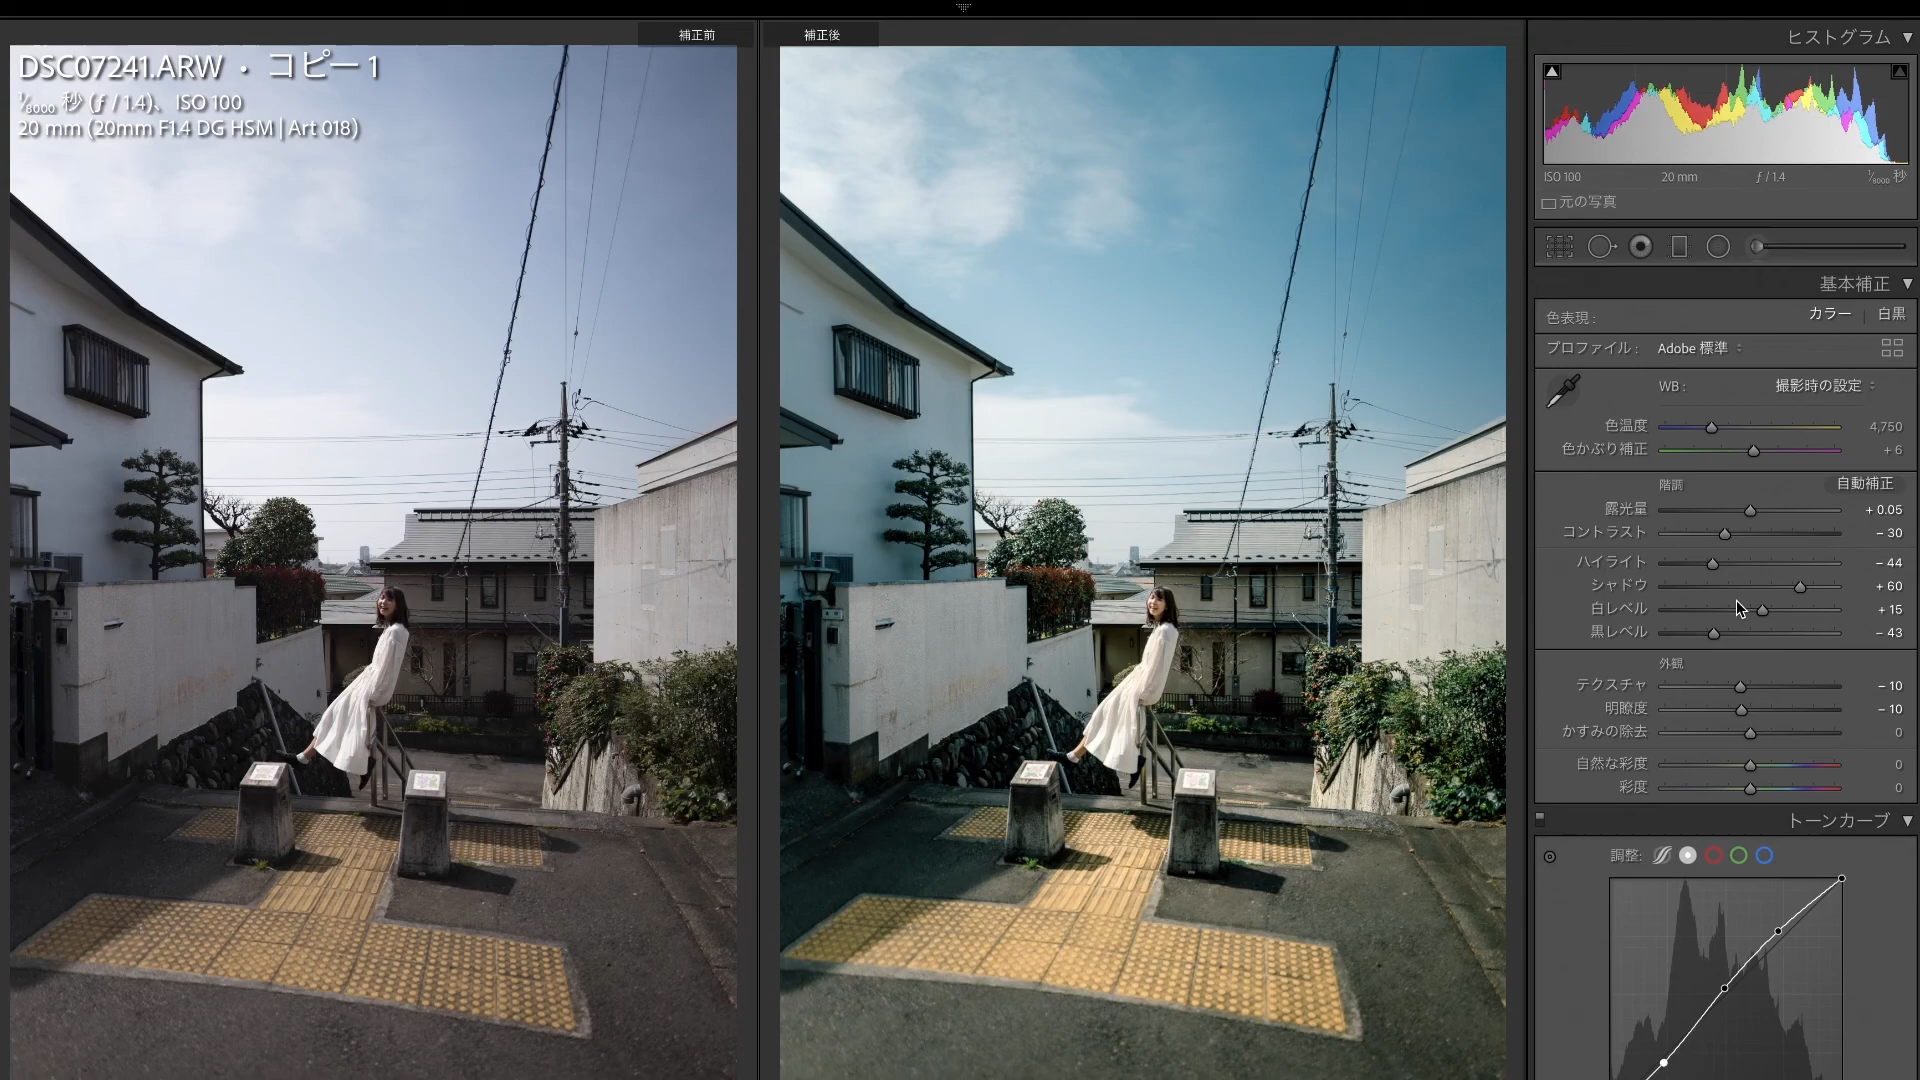 補正前
補正後
DSC07241.ARW ・ コピー 1
1/8000 秒 (ƒ / 1.4)、ISO 100
20 mm (20mm F1.4 DG HSM | Art 018)
ヒストグラム
ISO 100 20 mm ƒ / 1.4 1/8000 秒
元の写真
基本補正
色表現 : カラー | 白黒
プロファイル : Adobe 標準
WB : 撮影時の設定
色温度 4,750
色かぶり補正 + 6
階調 自動補正
露光量 + 0.05
コントラスト − 30
ハイライト − 44
シャドウ + 60
白レベル + 15
黒レベル − 43
外観
テクスチャ − 10
明瞭度 − 10
かすみの除去 0
自然な彩度 0
彩度 0
トーンカーブ
調整: